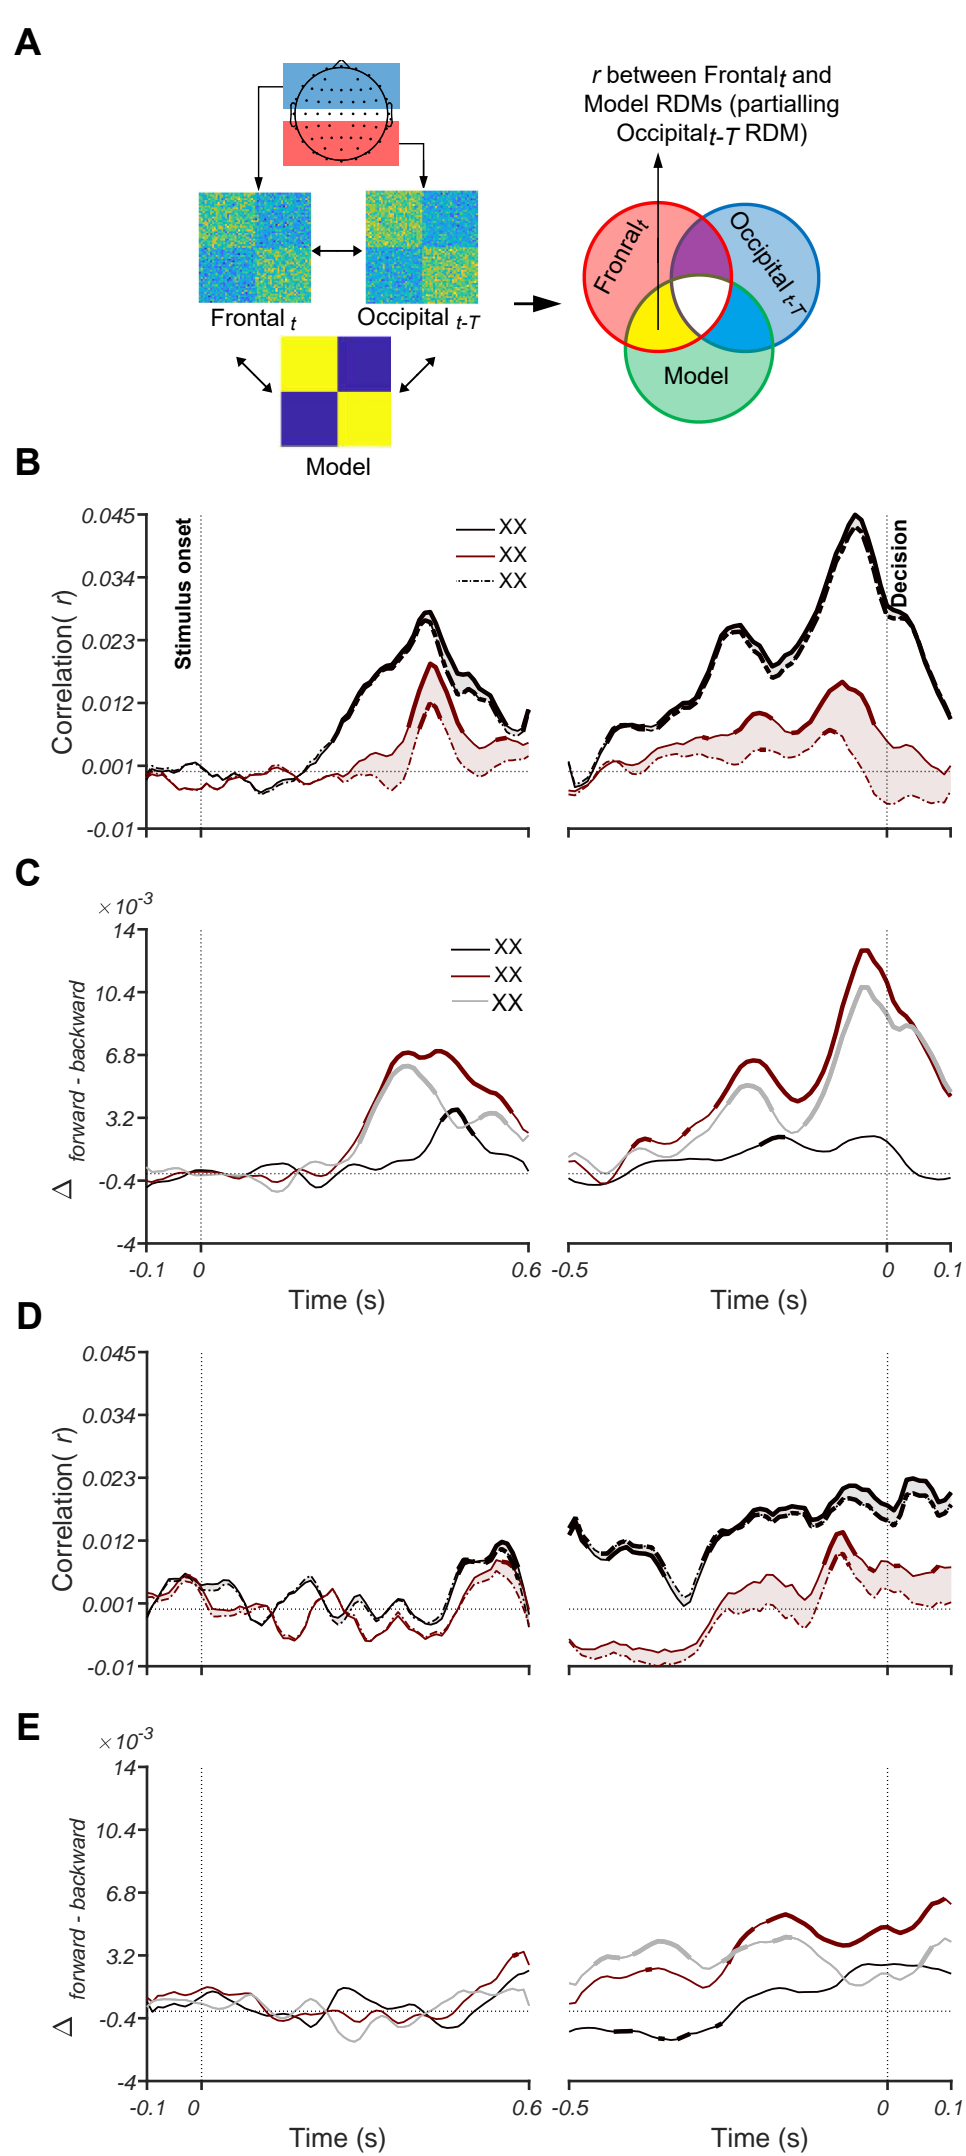 A
r between Frontalt and
Model RDMs (partialling
Occipitalt-T RDM)
Fronralt
Occipital t-T
Model
Frontal t
Occipital t-T
Model
B
0.045
0.034
0.023
0.012
0.001
-0.01
Correlation( r)
Stimulus onset
XX
XX
XX
Decision
C
×10-3
14
10.4
6.8
3.2
-0.4
-4
Δ forward - backward
XX
XX
XX
-0.1 0 0.6 -0.5 0 0.1
Time (s) Time (s)
D
0.045
0.034
0.023
0.012
0.001
-0.01
Correlation( r)
E
×10-3
14
10.4
6.8
3.2
-0.4
-4
Δ forward - backward
-0.1 0 0.6 -0.5 0 0.1
Time (s) Time (s)